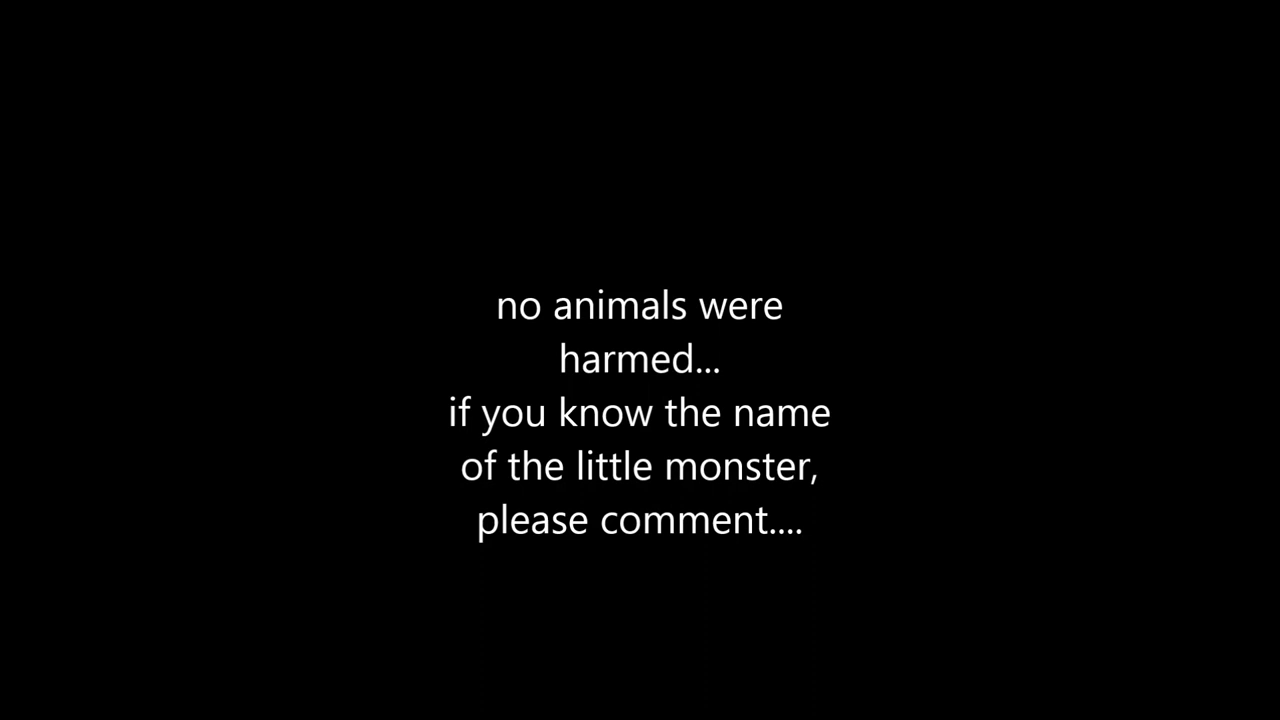 no animals were
harmed...
if you know the name
of the little monster,
please comment....